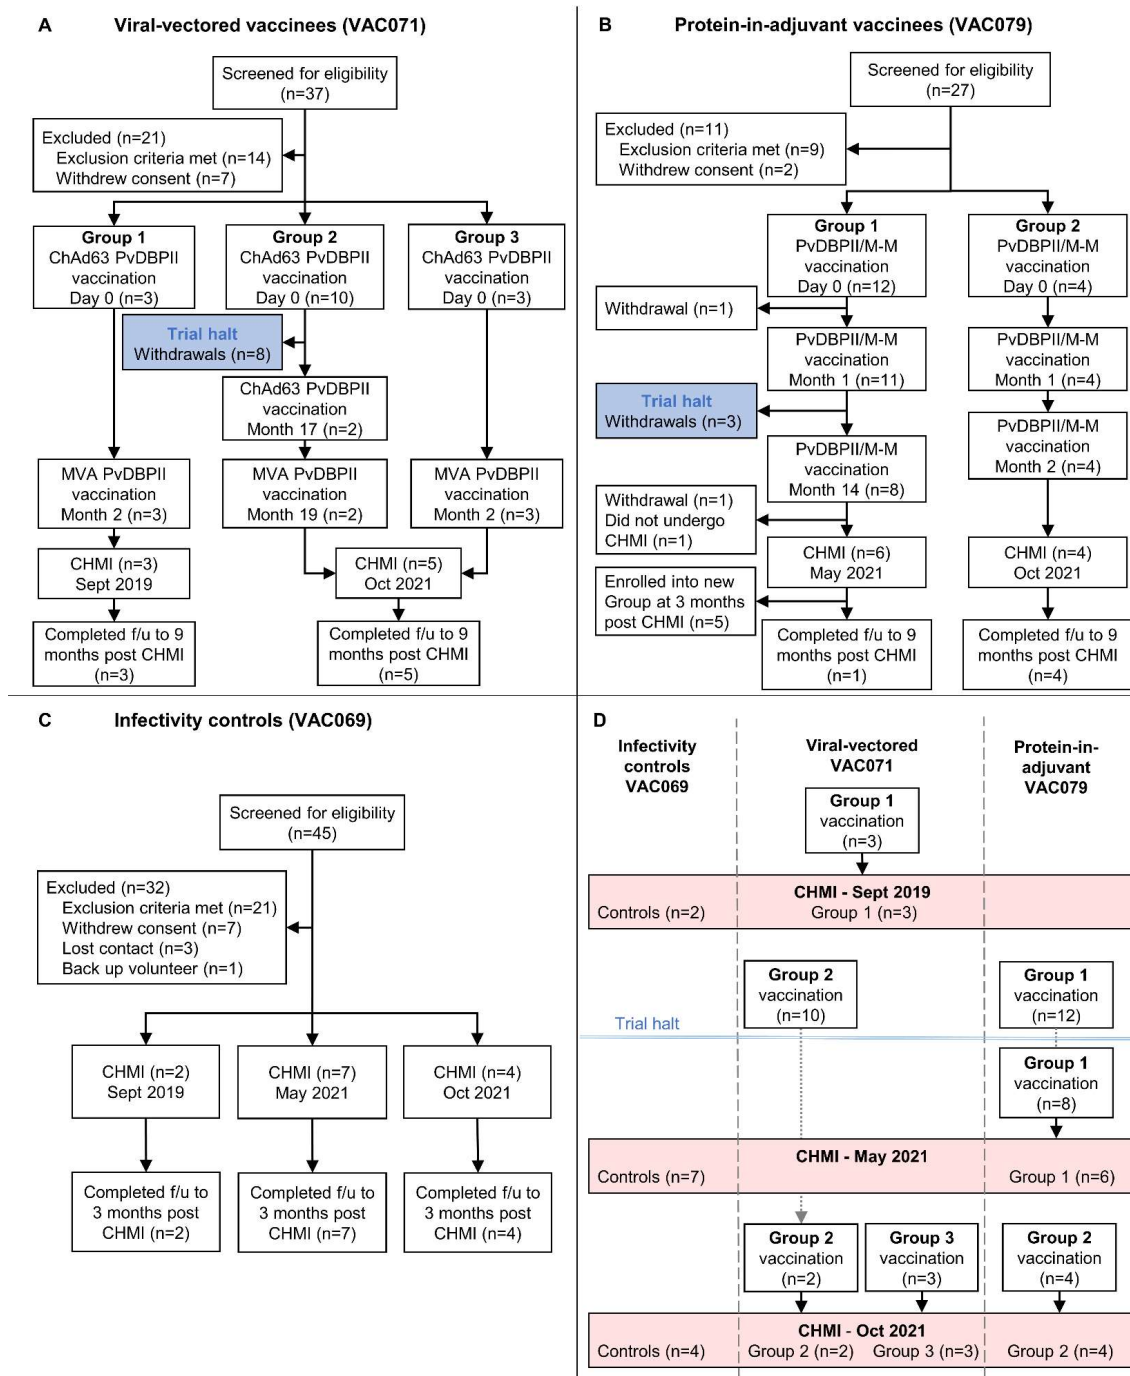 A Viral-vectored vaccinees (VAC071)
Screened for eligibility
(n=37)
Excluded (n=21)
Exclusion criteria met (n=14)
Withdrew consent (n=7)
Group 1
ChAd63 PvDBPII
vaccination
Day 0 (n=3)
Group 2
ChAd63 PvDBPII
vaccination
Day 0 (n=10)
Group 3
ChAd63 PvDBPII
vaccination
Day 0 (n=3)
Trial halt
Withdrawals (n=8)
ChAd63 PvDBPII
vaccination
Month 17 (n=2)
MVA PvDBPII
vaccination
Month 2 (n=3)
MVA PvDBPII
vaccination
Month 19 (n=2)
MVA PvDBPII
vaccination
Month 2 (n=3)
CHMI (n=3)
Sept 2019
CHMI (n=5)
Oct 2021
Completed f/u to 9
months post CHMI
(n=3)
Completed f/u to 9
months post CHMI
(n=5)
B Protein-in-adjuvant vaccinees (VAC079)
Screened for eligibility
(n=27)
Excluded (n=11)
Exclusion criteria met (n=9)
Withdrew consent (n=2)
Group 1
PvDBPII/M-M
vaccination
Day 0 (n=12)
Group 2
PvDBPII/M-M
vaccination
Day 0 (n=4)
Withdrawal (n=1)
PvDBPII/M-M
vaccination
Month 1 (n=11)
PvDBPII/M-M
vaccination
Month 1 (n=4)
Trial halt
Withdrawals (n=3)
PvDBPII/M-M
vaccination
Month 14 (n=8)
PvDBPII/M-M
vaccination
Month 2 (n=4)
Withdrawal (n=1)
Did not undergo
CHMI (n=1)
CHMI (n=6)
May 2021
CHMI (n=4)
Oct 2021
Enrolled into new
Group at 3 months
post CHMI (n=5)
Completed f/u to 9
months post CHMI
(n=1)
Completed f/u to 9
months post CHMI
(n=4)
C Infectivity controls (VAC069)
Screened for eligibility
(n=45)
Excluded (n=32)
Exclusion criteria met (n=21)
Withdrew consent (n=7)
Lost contact (n=3)
Back up volunteer (n=1)
CHMI (n=2)
Sept 2019
CHMI (n=7)
May 2021
CHMI (n=4)
Oct 2021
Completed f/u to
3 months post
CHMI (n=2)
Completed f/u to
3 months post
CHMI (n=7)
Completed f/u to
3 months post
CHMI (n=4)
D
Infectivity
controls
VAC069
Viral-vectored
VAC071
Protein-in-
adjuvant
VAC079
Group 1
vaccination
(n=3)
CHMI - Sept 2019
Controls (n=2) Group 1 (n=3)
Group 2
vaccination
(n=10)
Group 1
vaccination
(n=12)
Trial halt
Group 1
vaccination
(n=8)
CHMI - May 2021
Controls (n=7) Group 1 (n=6)
Group 2
vaccination
(n=2)
Group 3
vaccination
(n=3)
Group 2
vaccination
(n=4)
CHMI - Oct 2021
Controls (n=4) Group 2 (n=2) Group 3 (n=3) Group 2 (n=4)